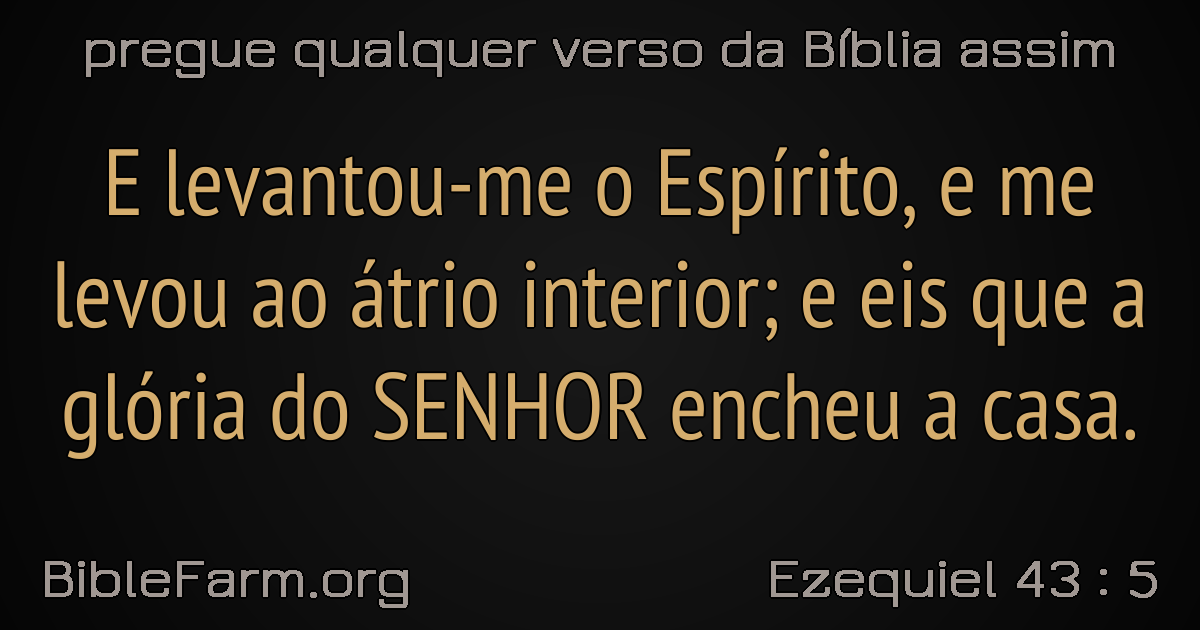 pregue qualquer verso da Bíblia assim
E levantou-me o Espírito, e me
levou ao átrio interior; e eis que a
glória do SENHOR encheu a casa.
BibleFarm.org
Ezequiel 43 : 5